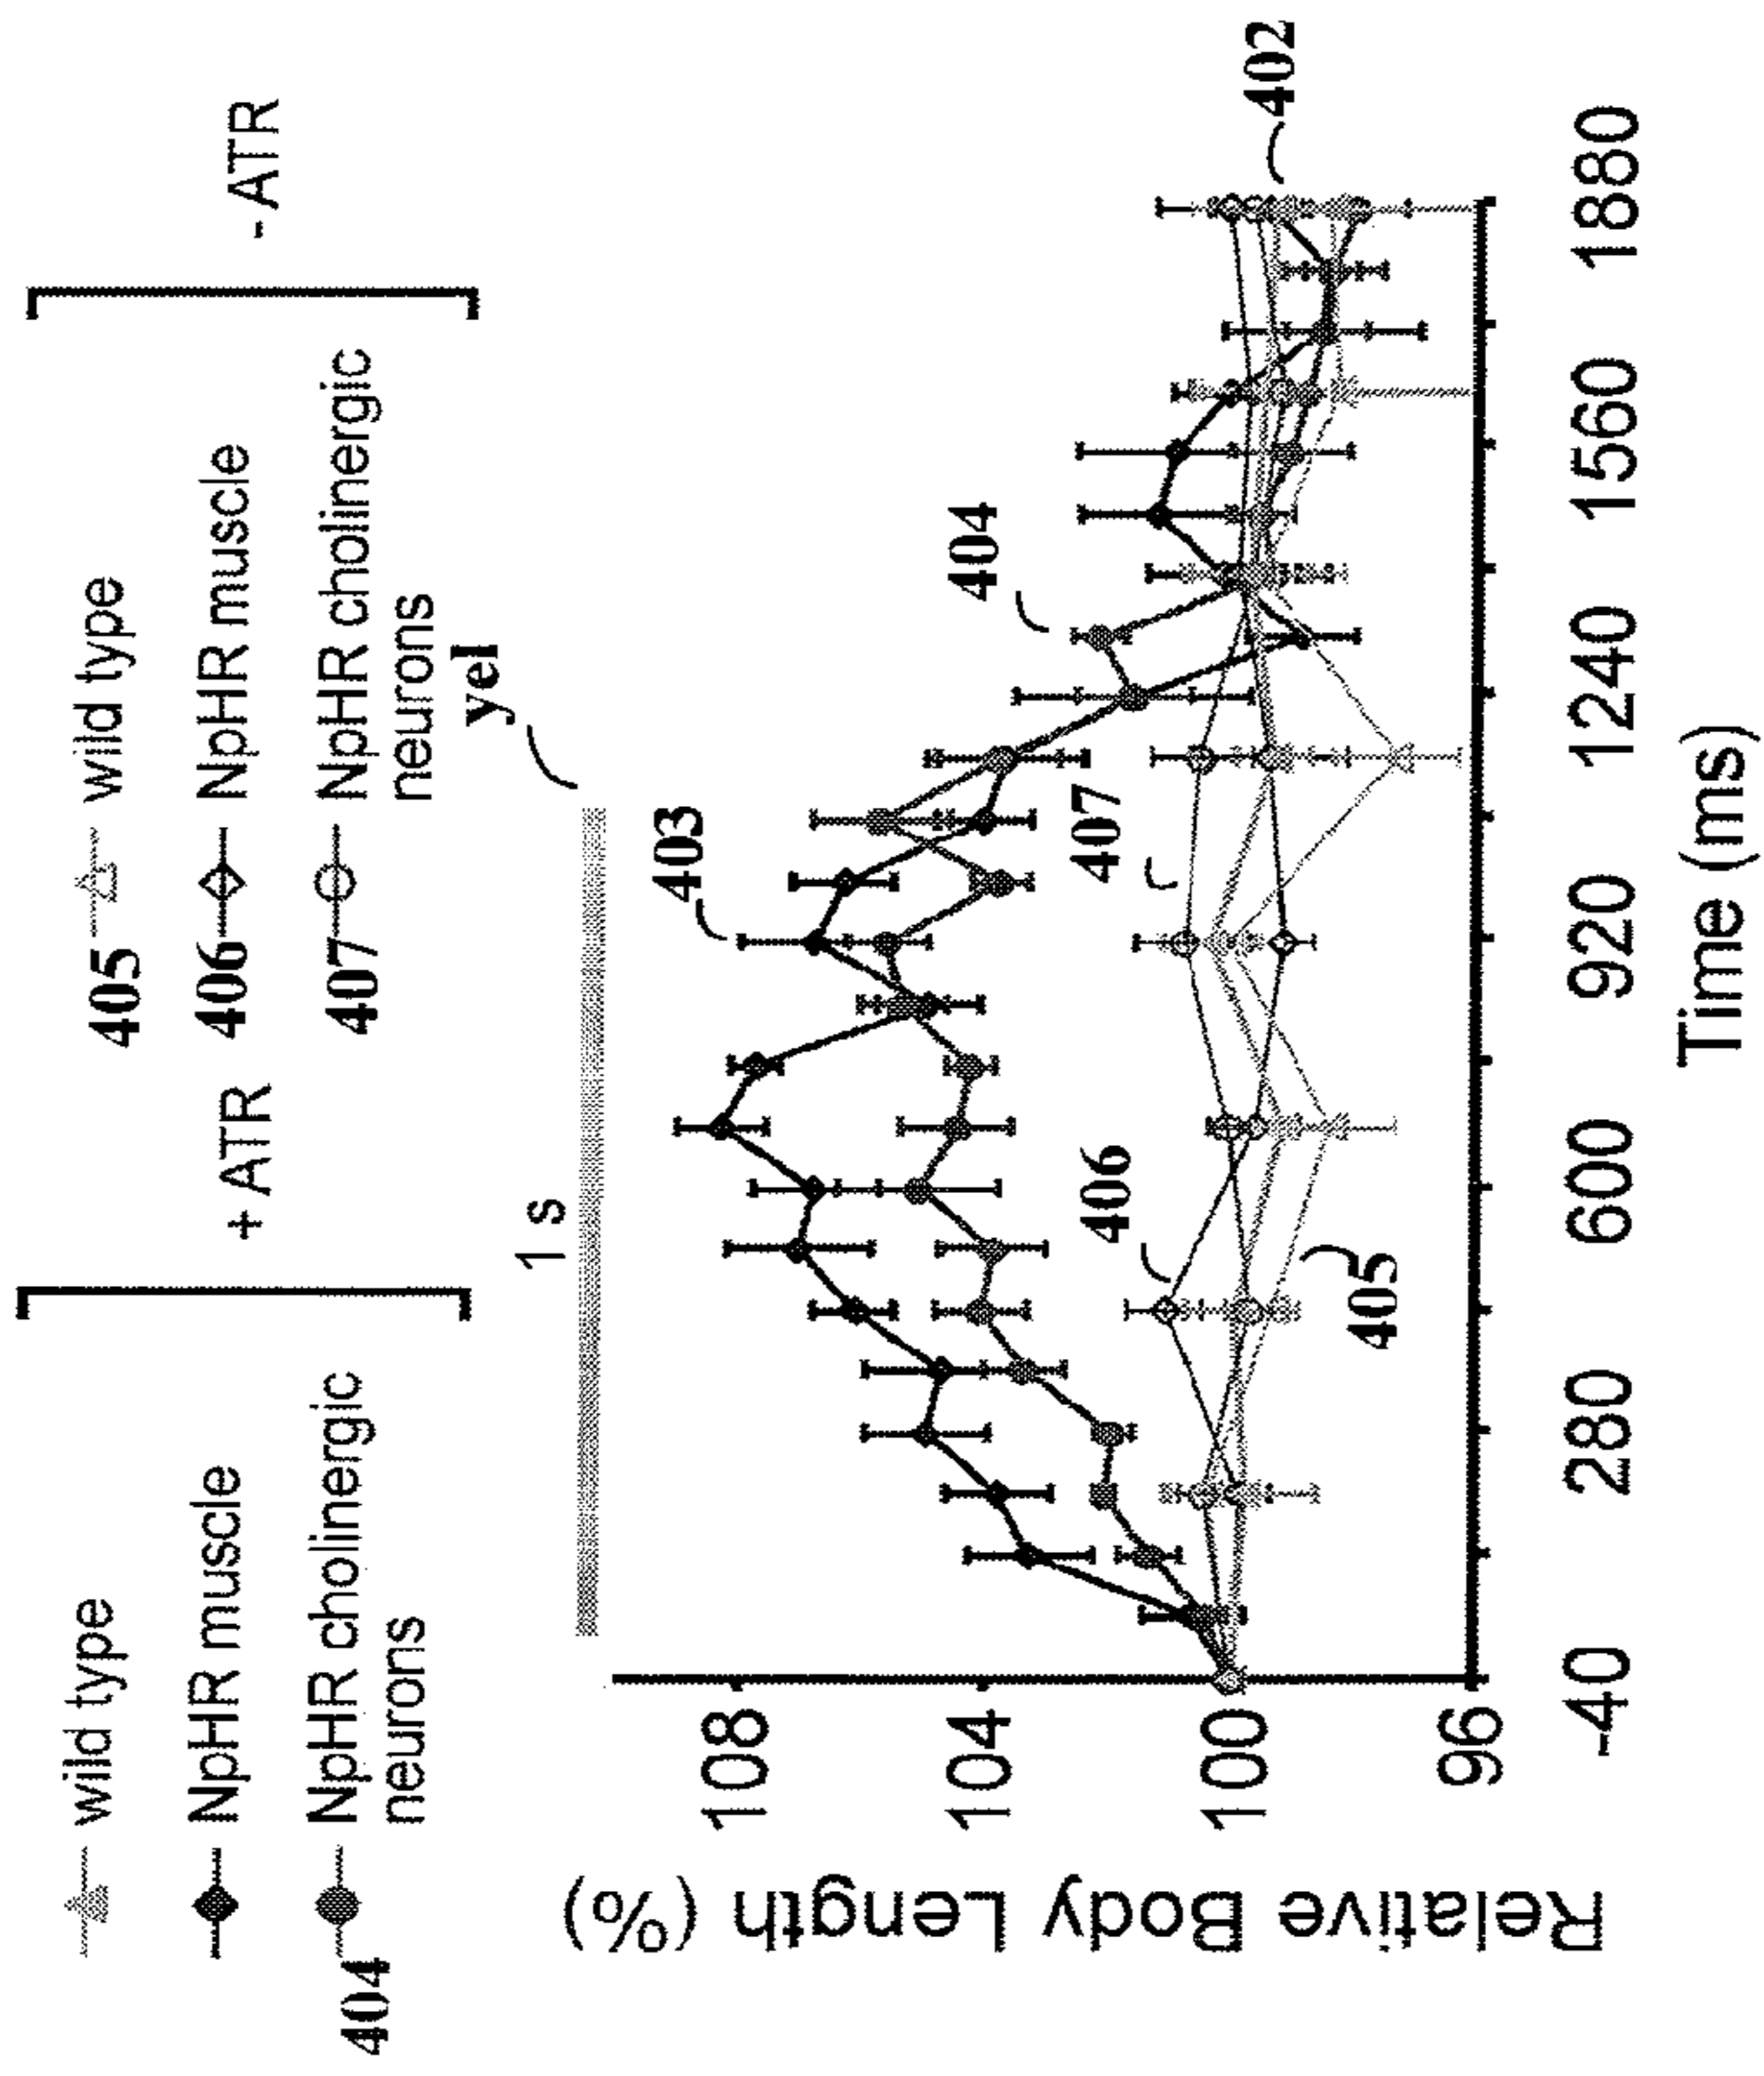 wild type
NpHR muscle
NpHR cholinergic
neurons
404
+ ATR
405
wild type
406
NpHR muscle
407
NpHR cholinergic
neurons
- ATR
1 s
yel
403
404
407
406
405
402
Relative Body Length (%)
108
104
100
96
-40
280
600
920
1240
1560
1880
Time (ms)